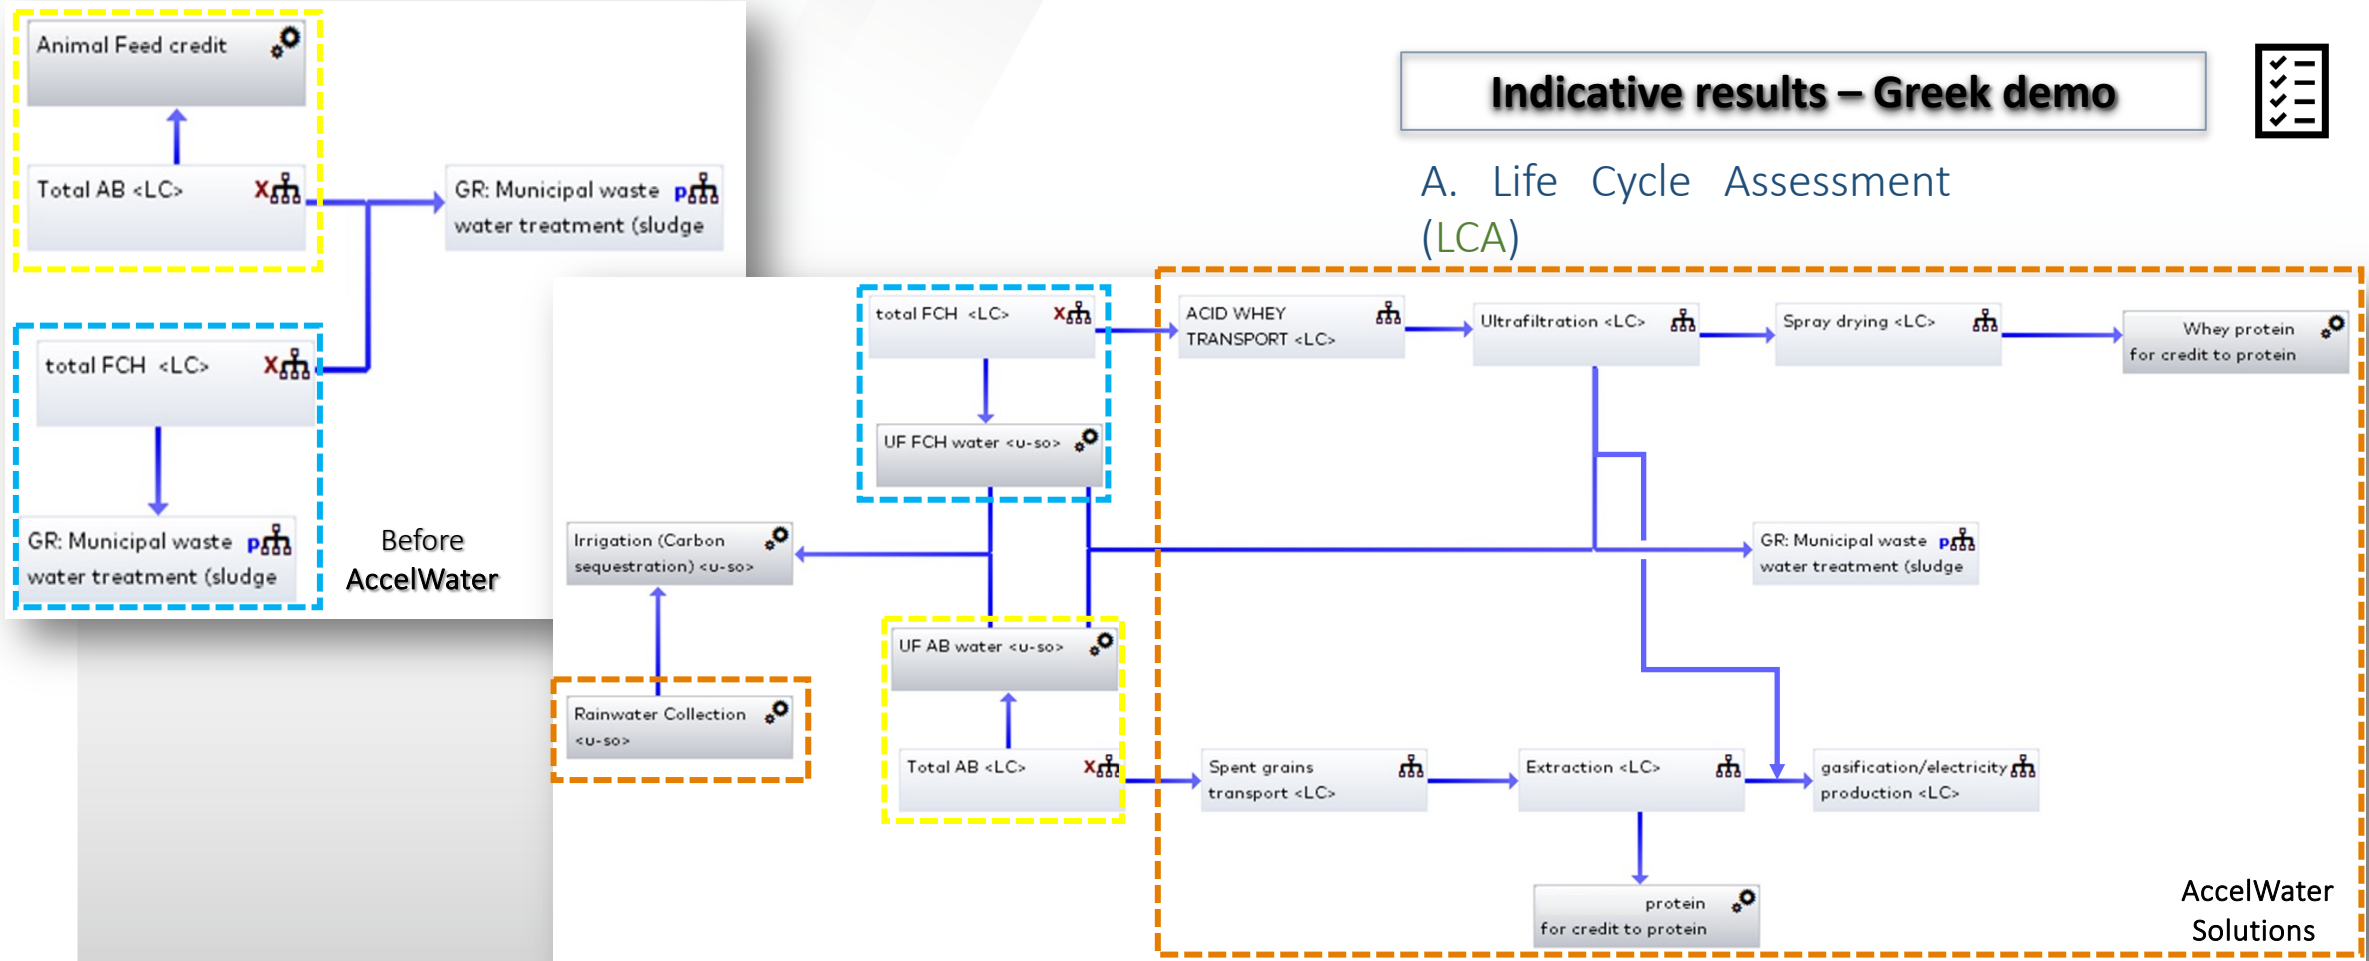 Animal Feed credit
Total AB <LC>
X
GR: Municipal waste
water treatment (sludge
p
total FCH <LC>
X
GR: Municipal waste
water treatment (sludge
p
Before
AccelWater
Indicative results – Greek demo
A. Life Cycle Assessment
(LCA)
total FCH <LC>
X
ACID WHEY
TRANSPORT <LC>
Ultrafiltration <LC>
Spray drying <LC>
Whey protein
for credit to protein
UF FCH water <u-so>
Irrigation (Carbon
sequestration) <u-so>
GR: Municipal waste
water treatment (sludge
p
UF AB water <u-so>
Rainwater Collection
<u-so>
Total AB <LC>
X
Spent grains
transport <LC>
Extraction <LC>
gasification/electricity
production <LC>
protein
for credit to protein
AccelWater
Solutions